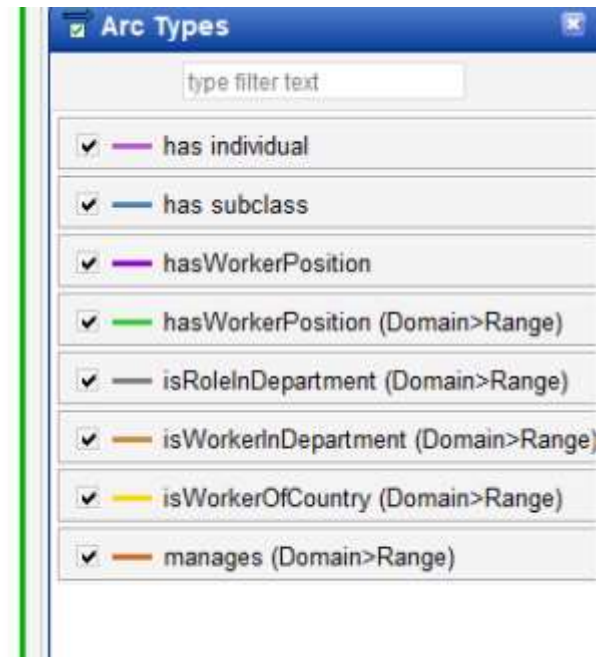 Arc Types
type filter text
has individual
has subclass
hasWorkerPosition
hasWorkerPosition (Domain>Range)
isRoleInDepartment (Domain>Range)
isWorkerInDepartment (Domain>Range)
isWorkerOfCountry (Domain>Range)
manages (Domain>Range)